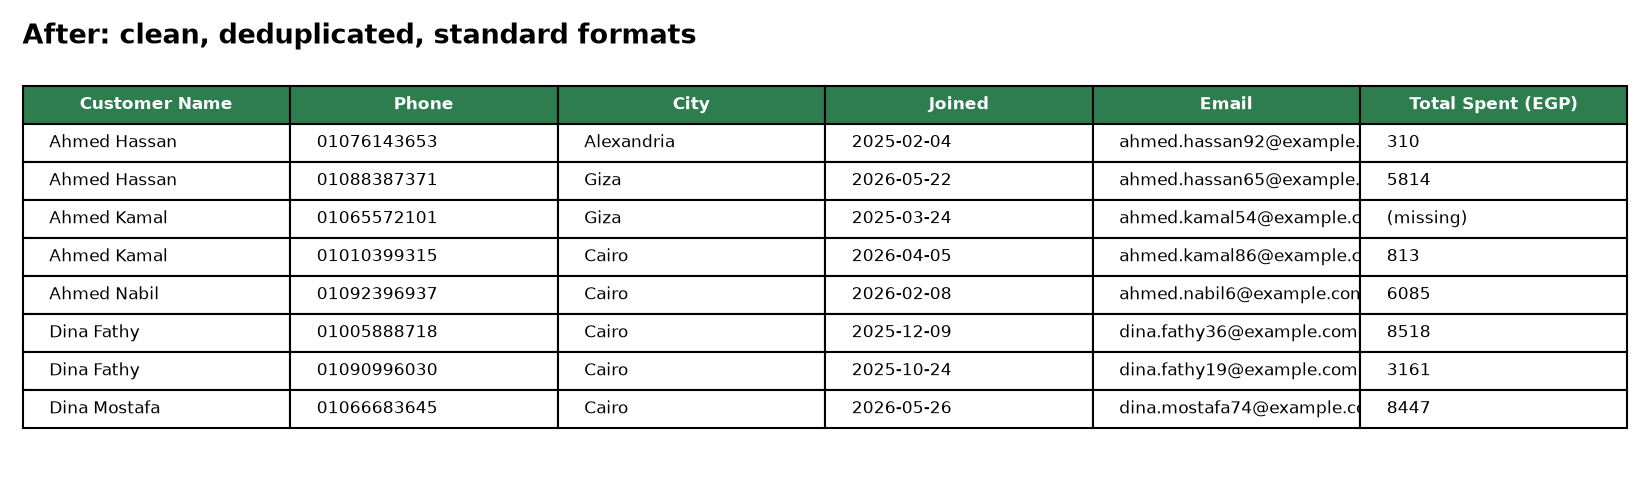 After: clean, deduplicated, standard formats
Customer Name Phone City Joined Email Total Spent (EGP)
Ahmed Hassan 01076143653 Alexandria 2025-02-04 ahmed.hassan92@example. 310
Ahmed Hassan 01088387371 Giza 2026-05-22 ahmed.hassan65@example. 5814
Ahmed Kamal 01065572101 Giza 2025-03-24 ahmed.kamal54@example.c (missing)
Ahmed Kamal 01010399315 Cairo 2026-04-05 ahmed.kamal86@example.c 813
Ahmed Nabil 01092396937 Cairo 2026-02-08 ahmed.nabil6@example.com 6085
Dina Fathy 01005888718 Cairo 2025-12-09 dina.fathy36@example.com 8518
Dina Fathy 01090996030 Cairo 2025-10-24 dina.fathy19@example.com 3161
Dina Mostafa 01066683645 Cairo 2026-05-26 dina.mostafa74@example.co 8447